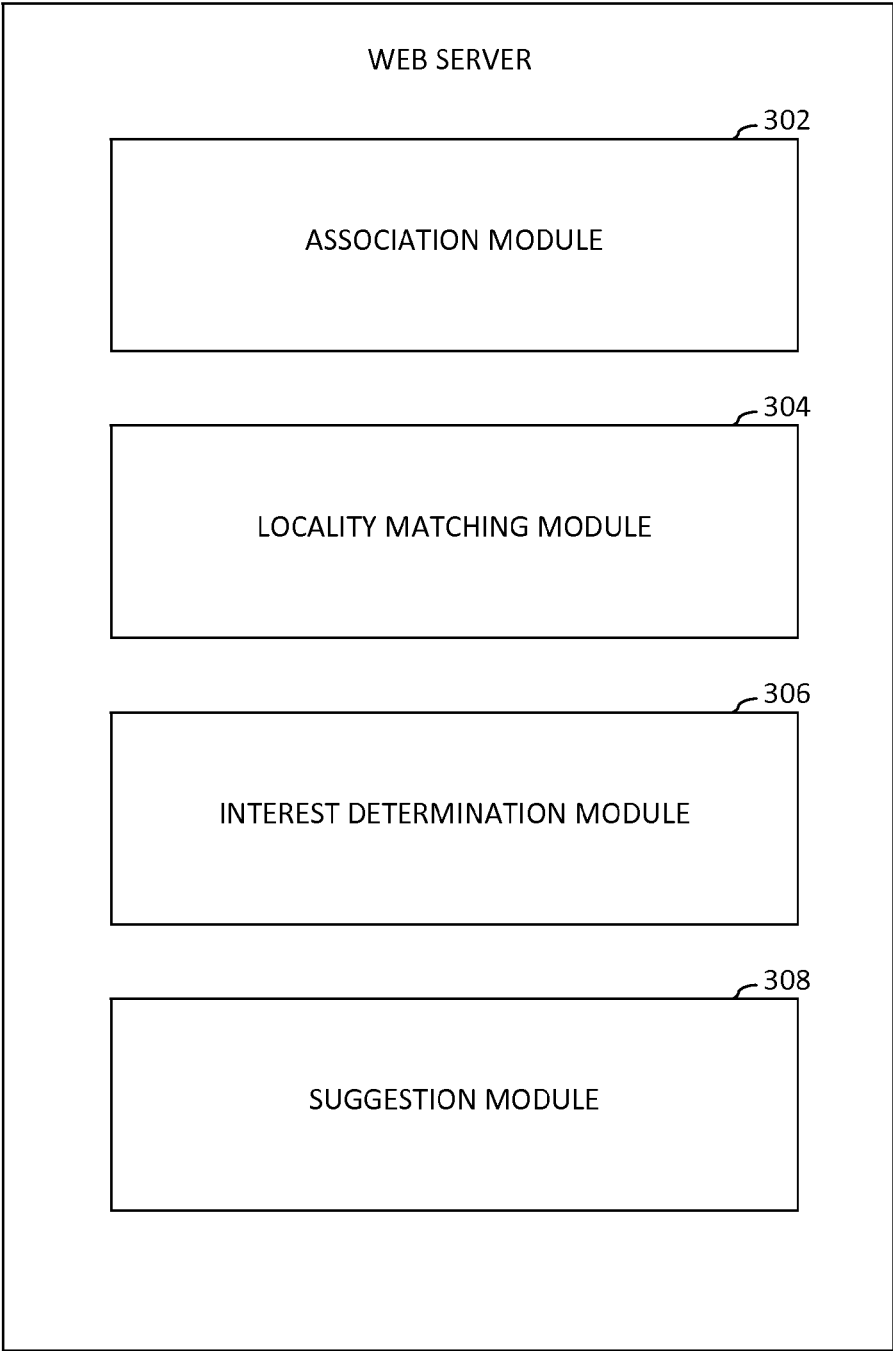 WEB SERVER
302
ASSOCIATION MODULE
304
LOCALITY MATCHING MODULE
306
INTEREST DETERMINATION MODULE
308
SUGGESTION MODULE